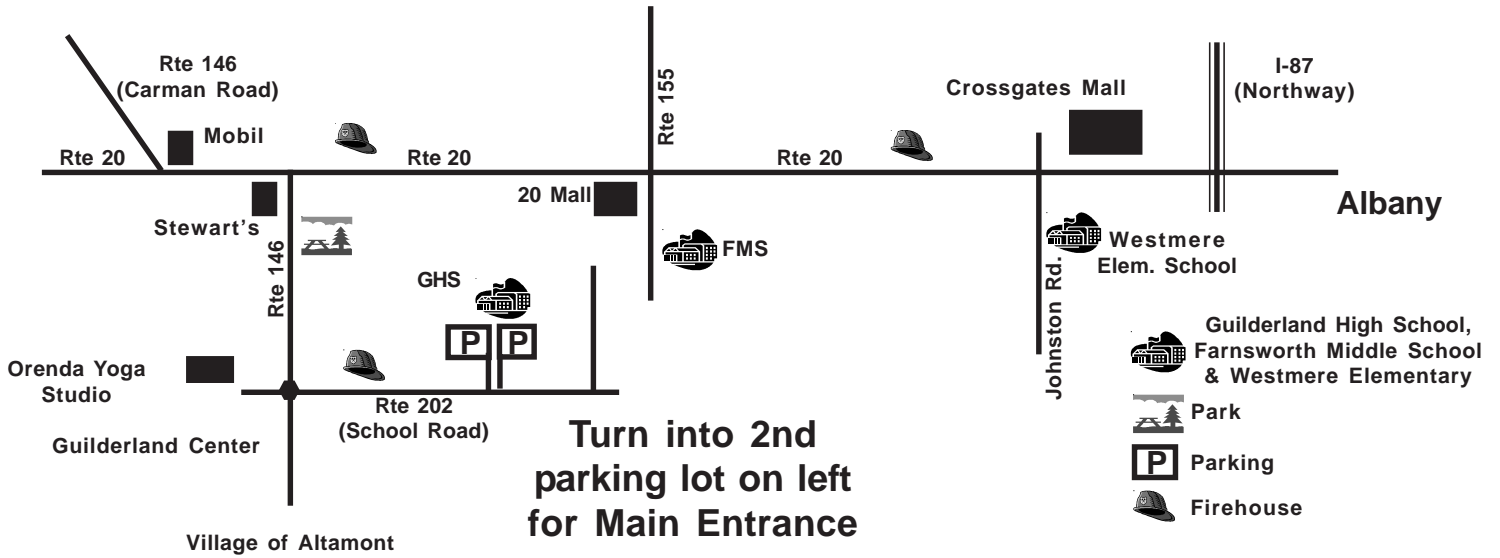 Rte 146
(Carman Road)
Mobil
Rte 20
Rte 20
Rte 155
Rte 20
Crossgates Mall
I-87
(Northway)
Albany
Stewart's
Rte 146
20 Mall
FMS
GHS
P
P
Johnston Rd.
Westmere
Elem. School
Orenda Yoga
Studio
Guilderland Center
Rte 202
(School Road)
Village of Altamont
Turn into 2nd
parking lot on left
for Main Entrance
Guilderland High School,
Farnsworth Middle School
& Westmere Elementary
Park
P
Parking
Firehouse